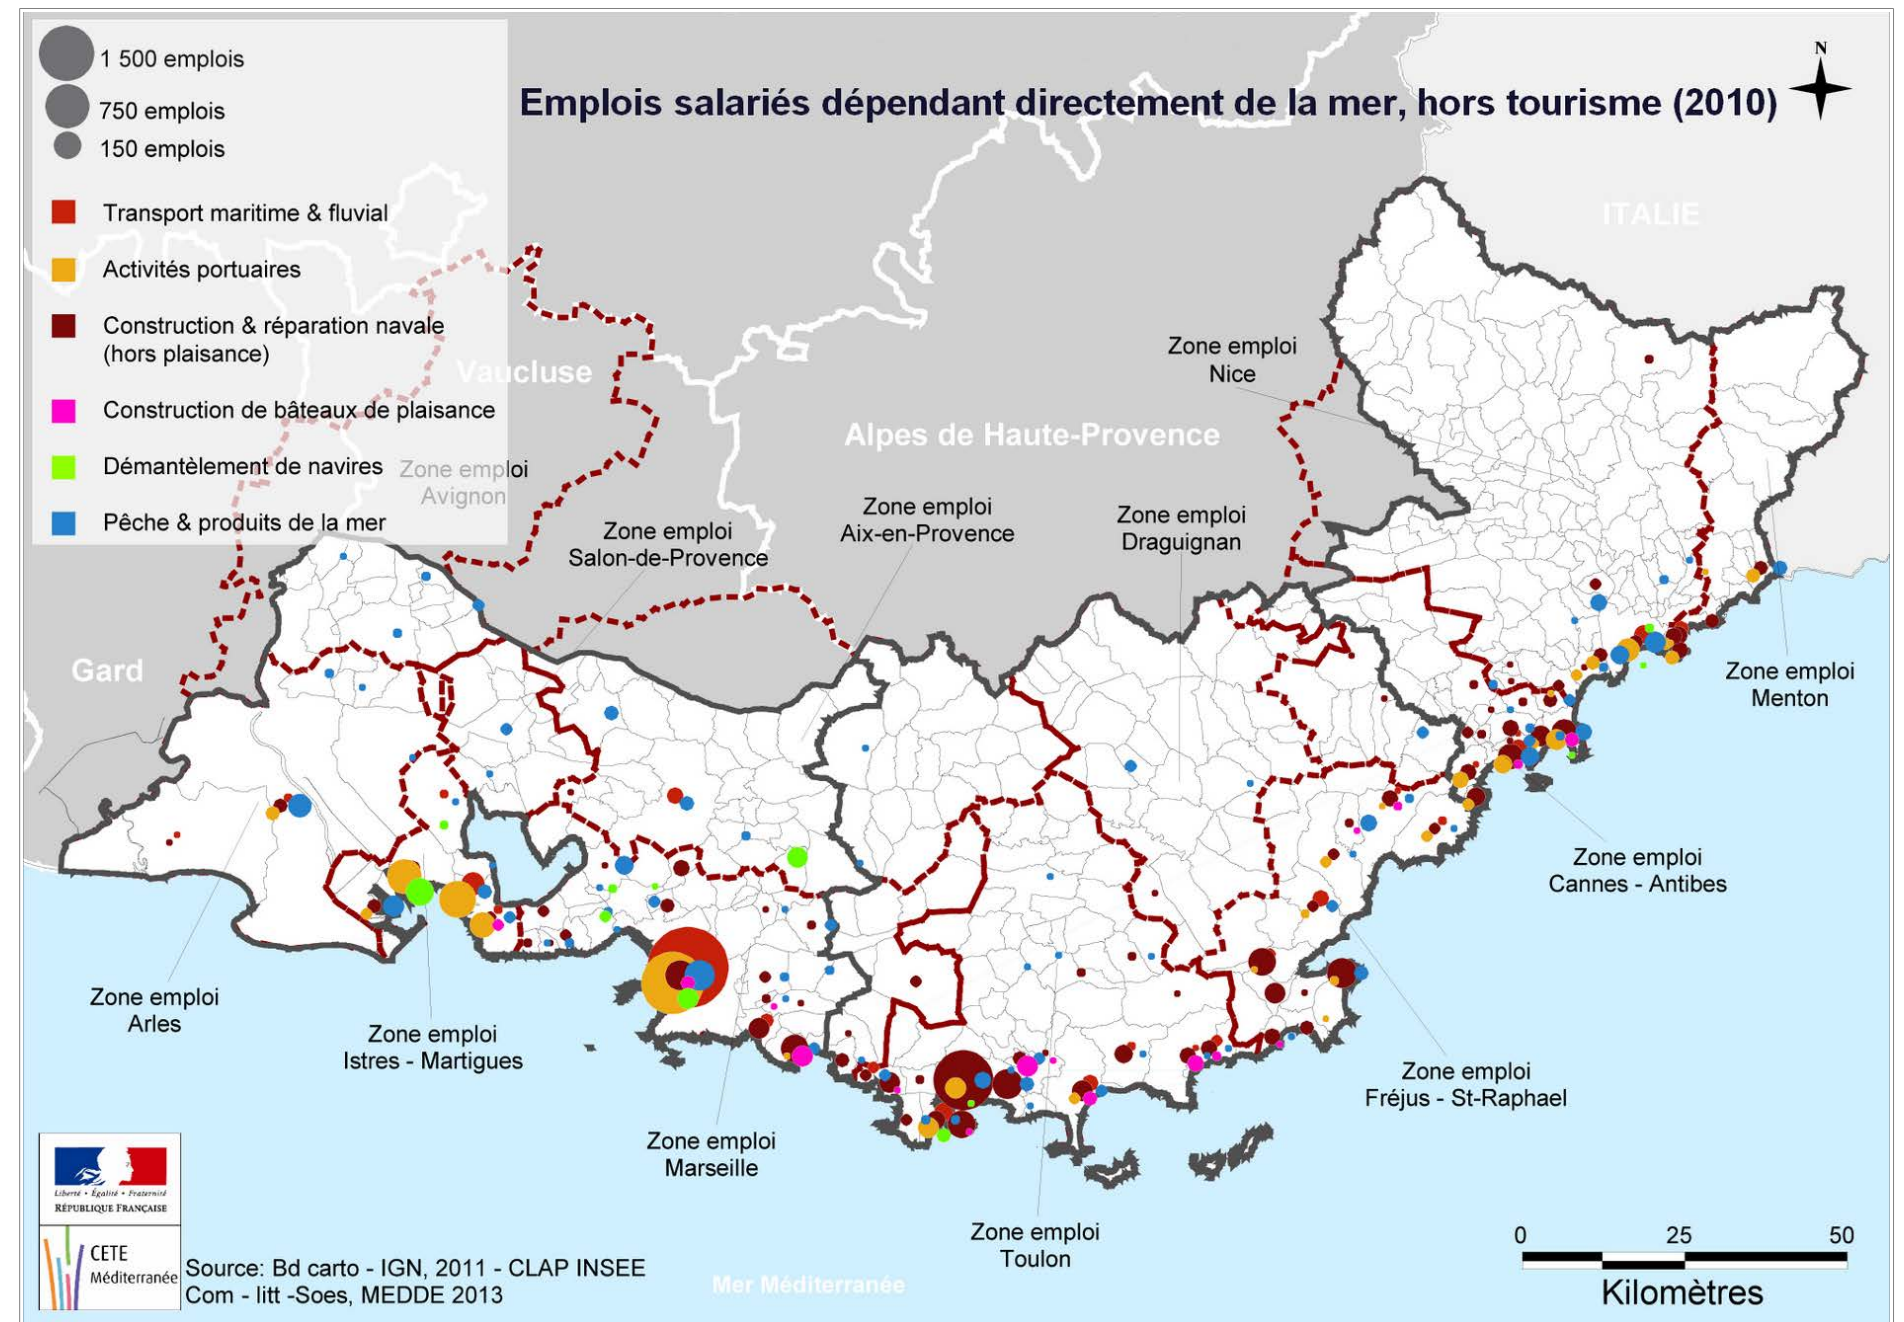 1 500 emplois
750 emplois
150 emplois
Transport maritime & fluvial
Activités portuaires
Construction & réparation navale
(hors plaisance)
Construction de bâteaux de plaisance
Démantèlement de navires
Pêche & produits de la mer
Emplois salariés dépendant directement de la mer, hors tourisme (2010)
N
ITALIE
Vaucluse
Alpes de Haute-Provence
Gard
Zone emploi
Avignon
Zone emploi
Salon-de-Provence
Zone emploi
Aix-en-Provence
Zone emploi
Draguignan
Zone emploi
Nice
Zone emploi
Menton
Zone emploi
Cannes - Antibes
Zone emploi
Fréjus - St-Raphael
Zone emploi
Arles
Zone emploi
Istres - Martigues
Zone emploi
Marseille
Zone emploi
Toulon
Mer Méditerranée
Liberté • Égalité • Fraternité
RÉPUBLIQUE FRANÇAISE
CETE
Méditerranée
Source: Bd carto - IGN, 2011 - CLAP INSEE
Com - litt -Soes, MEDDE 2013
0 25 50
Kilomètres